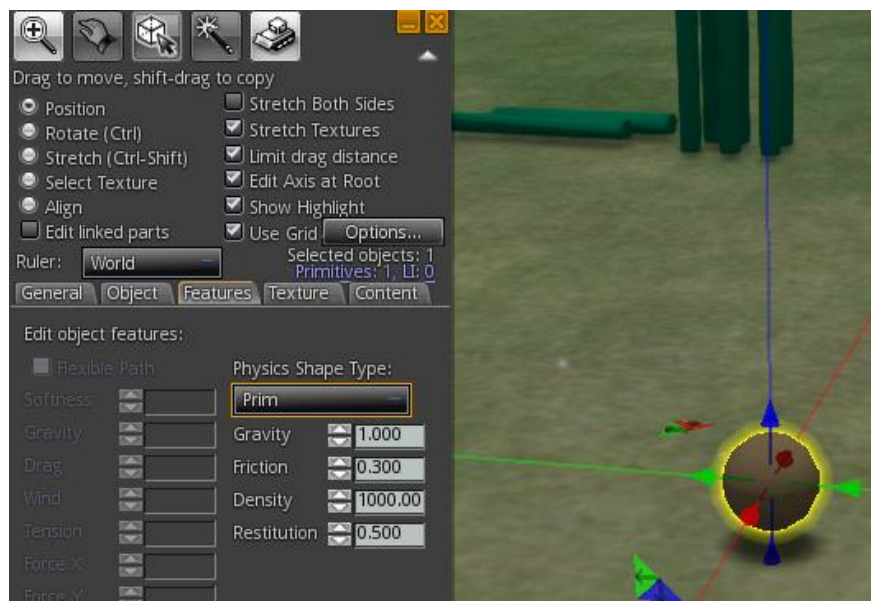 Drag to move, shift-drag to copy
Position
Stretch Both Sides
Rotate (Ctrl)
Stretch Textures
Stretch (Ctrl-Shift)
Limit drag distance
Select Texture
Edit Axis at Root
Align
Show Highlight
Edit linked parts
Use Grid Options...
Ruler: World
Selected objects: 1
Primitives: 1, LI: 0
General Object Features Texture Content
Edit object features:
Flexible Path
Physics Shape Type:
Softness
Prim
Gravity
Gravity 1.000
Drag
Friction 0.300
Wind
Density 1000.00
Tension
Restitution 0.500
Force X
Force Y